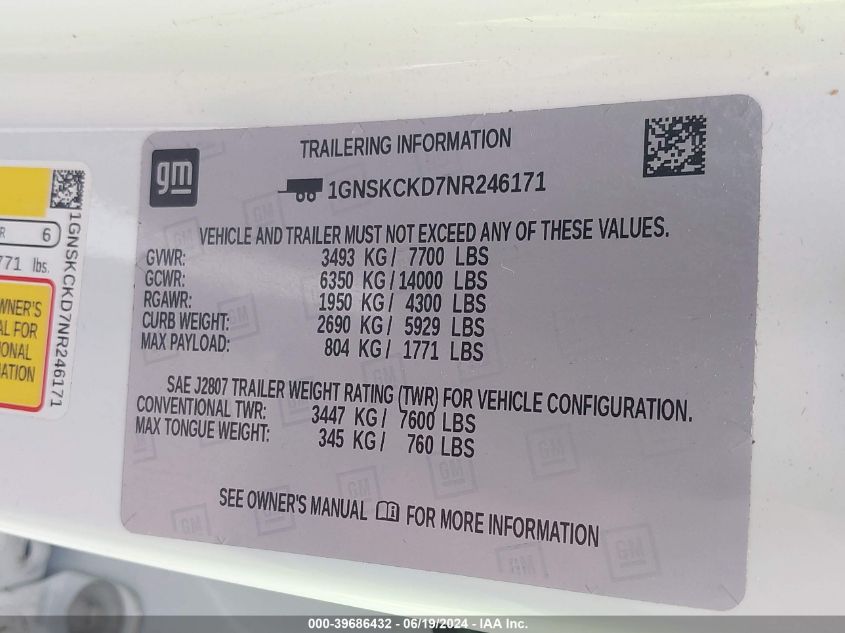 gm
TRAILERING INFORMATION
1GNSKCKD7NR246171
VEHICLE AND TRAILER MUST NOT EXCEED ANY OF THESE VALUES.
GVWR: 3493 KG / 7700 LBS
GCWR: 6350 KG / 14000 LBS
RGAWR: 1950 KG / 4300 LBS
CURB WEIGHT: 2690 KG / 5929 LBS
MAX PAYLOAD: 804 KG / 1771 LBS
SAE J2807 TRAILER WEIGHT RATING (TWR) FOR VEHICLE CONFIGURATION.
CONVENTIONAL TWR: 3447 KG / 7600 LBS
MAX TONGUE WEIGHT: 345 KG / 760 LBS
SEE OWNER'S MANUAL FOR MORE INFORMATION
R 6
771 lbs.
WNER'S
AL FOR
IONAL
MATION
1GNSKCKD7NR246171
000-39686432 - 06/19/2024 - IAA Inc.